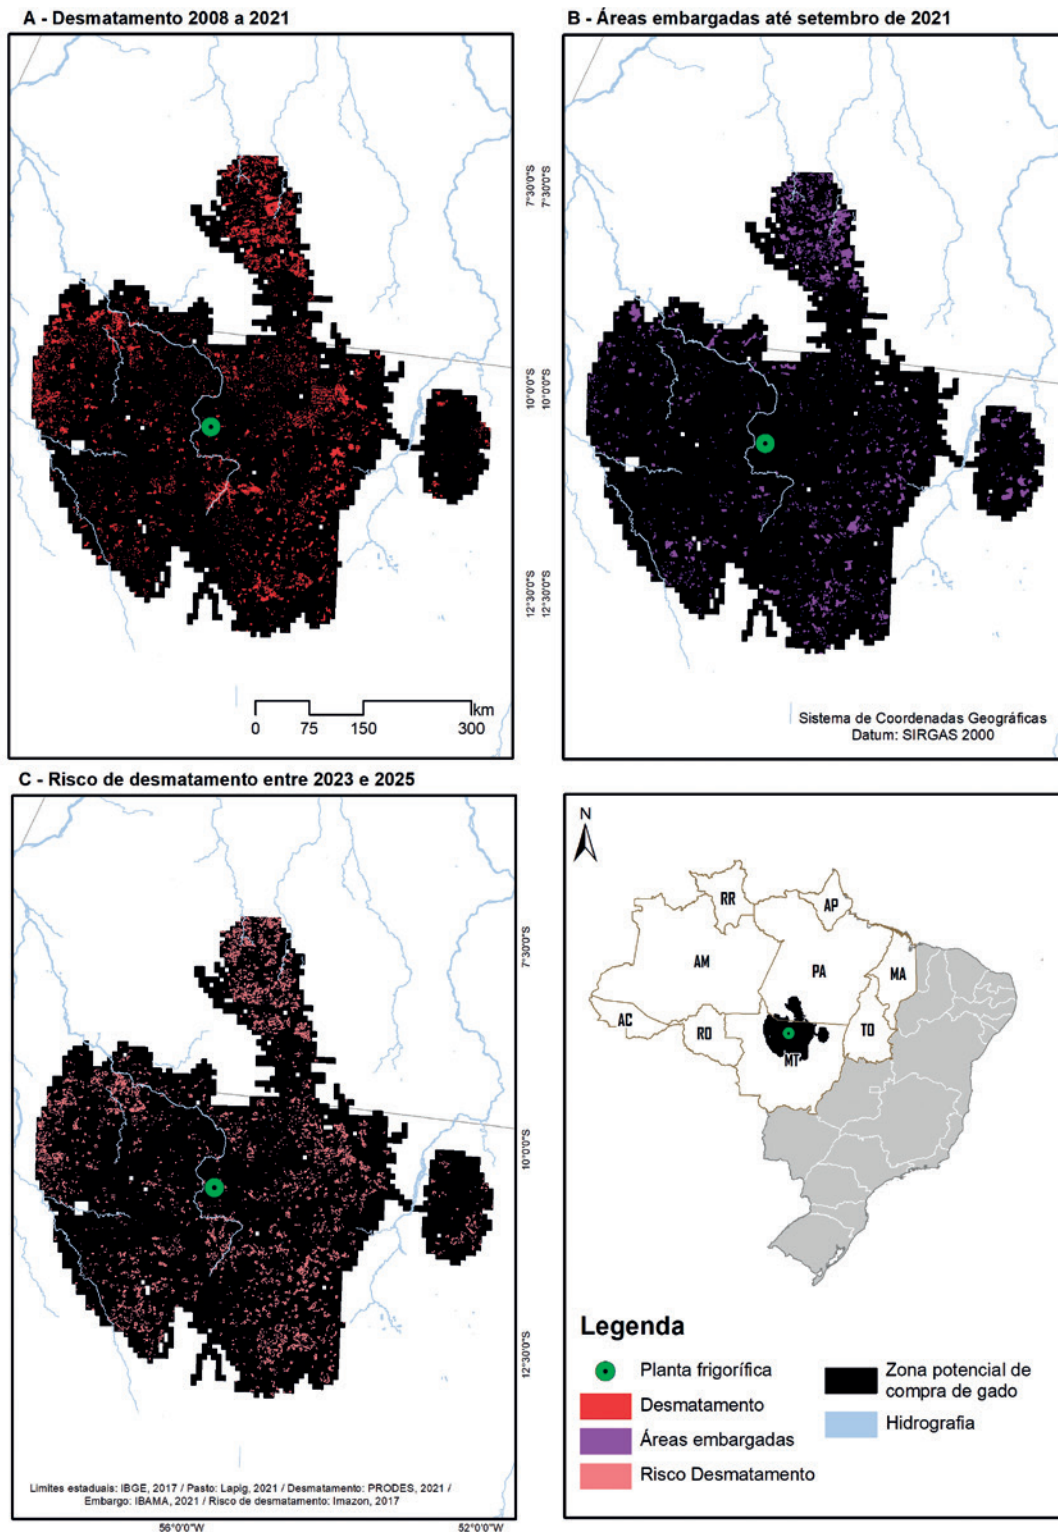 A - Desmatamento 2008 a 2021
B - Áreas embargadas até setembro de 2021
7°30'0"S
7°30'0"S
10°0'0"S
10°0'0"S
12°30'0"S
12°30'0"S
km
0 75 150 300
Sistema de Coordenadas Geográficas
Datum: SIRGAS 2000
C - Risco de desmatamento entre 2023 e 2025
7°30'0"S
10°0'0"S
12°30'0"S
Limites estaduais: IBGE, 2017 / Pasto: Lapig, 2021 / Desmatamento: PRODES, 2021 /
Embargo: IBAMA, 2021 / Risco de desmatamento: Imazon, 2017
56°0'0"W
52°0'0"W
N
RR
AP
AM
PA
MA
AC
RO
TO
MT
Legenda
Planta frigorífica
Desmatamento
Áreas embargadas
Risco Desmatamento
Zona potencial de
compra de gado
Hidrografia